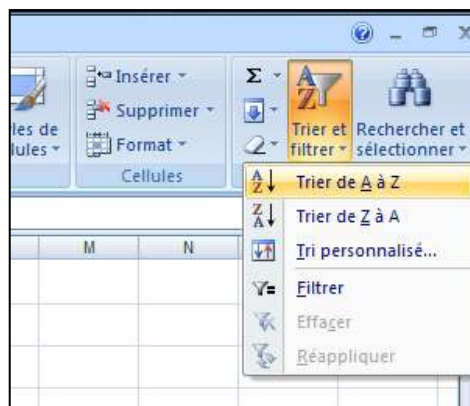 Insérer
Σ
Supprimer
les de
lules
Format
Trier et
filtrer
Rechercher et
sélectionner
Cellules
Trier de A à Z
Trier de Z à A
Tri personnalisé...
Filtrer
Effacer
Réappliquer
M N